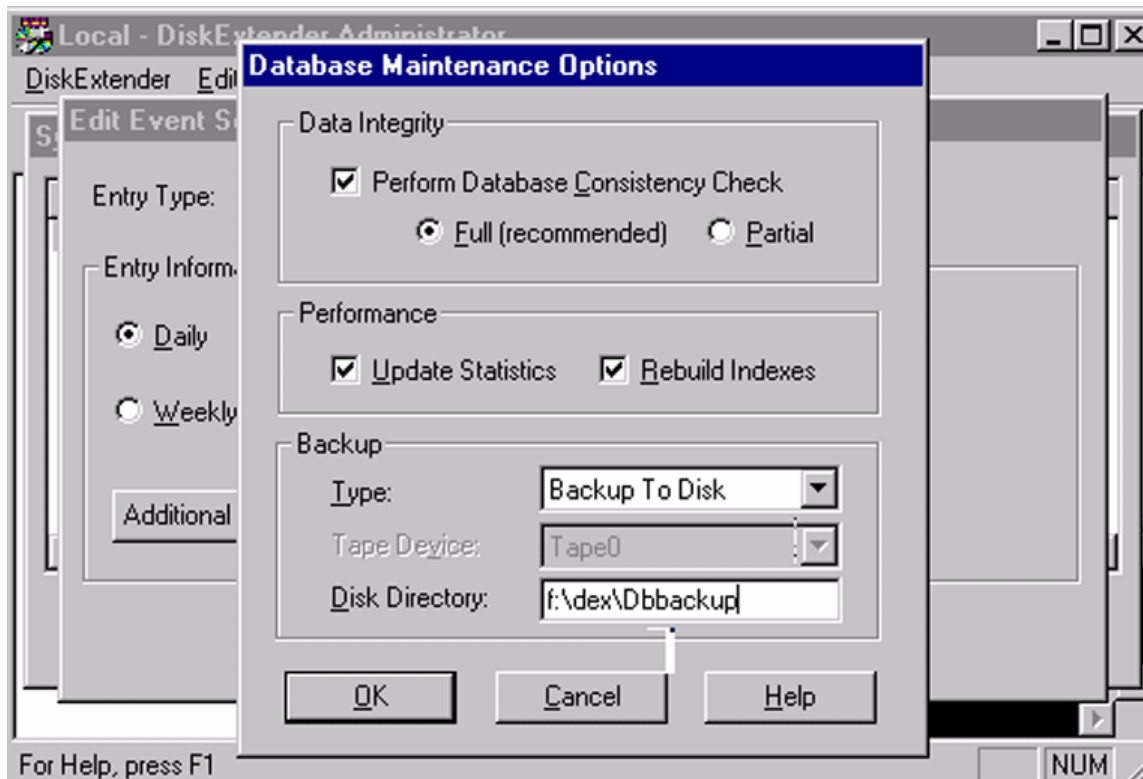 Local - DiskExtender Administrator
DiskExtender Edi
Database Maintenance Options
Edit Event S
S
Data Integrity
Perform Database Consistency Check
Full (recommended) Partial
Entry Type:
Entry Inform
Daily
Weekly
Additional
Performance
Update Statistics Rebuild Indexes
Backup
Type: Backup To Disk
Tape Device: Tape0
Disk Directory: f:\dex\Dbbackup
OK Cancel Help
For Help, press F1 NUM